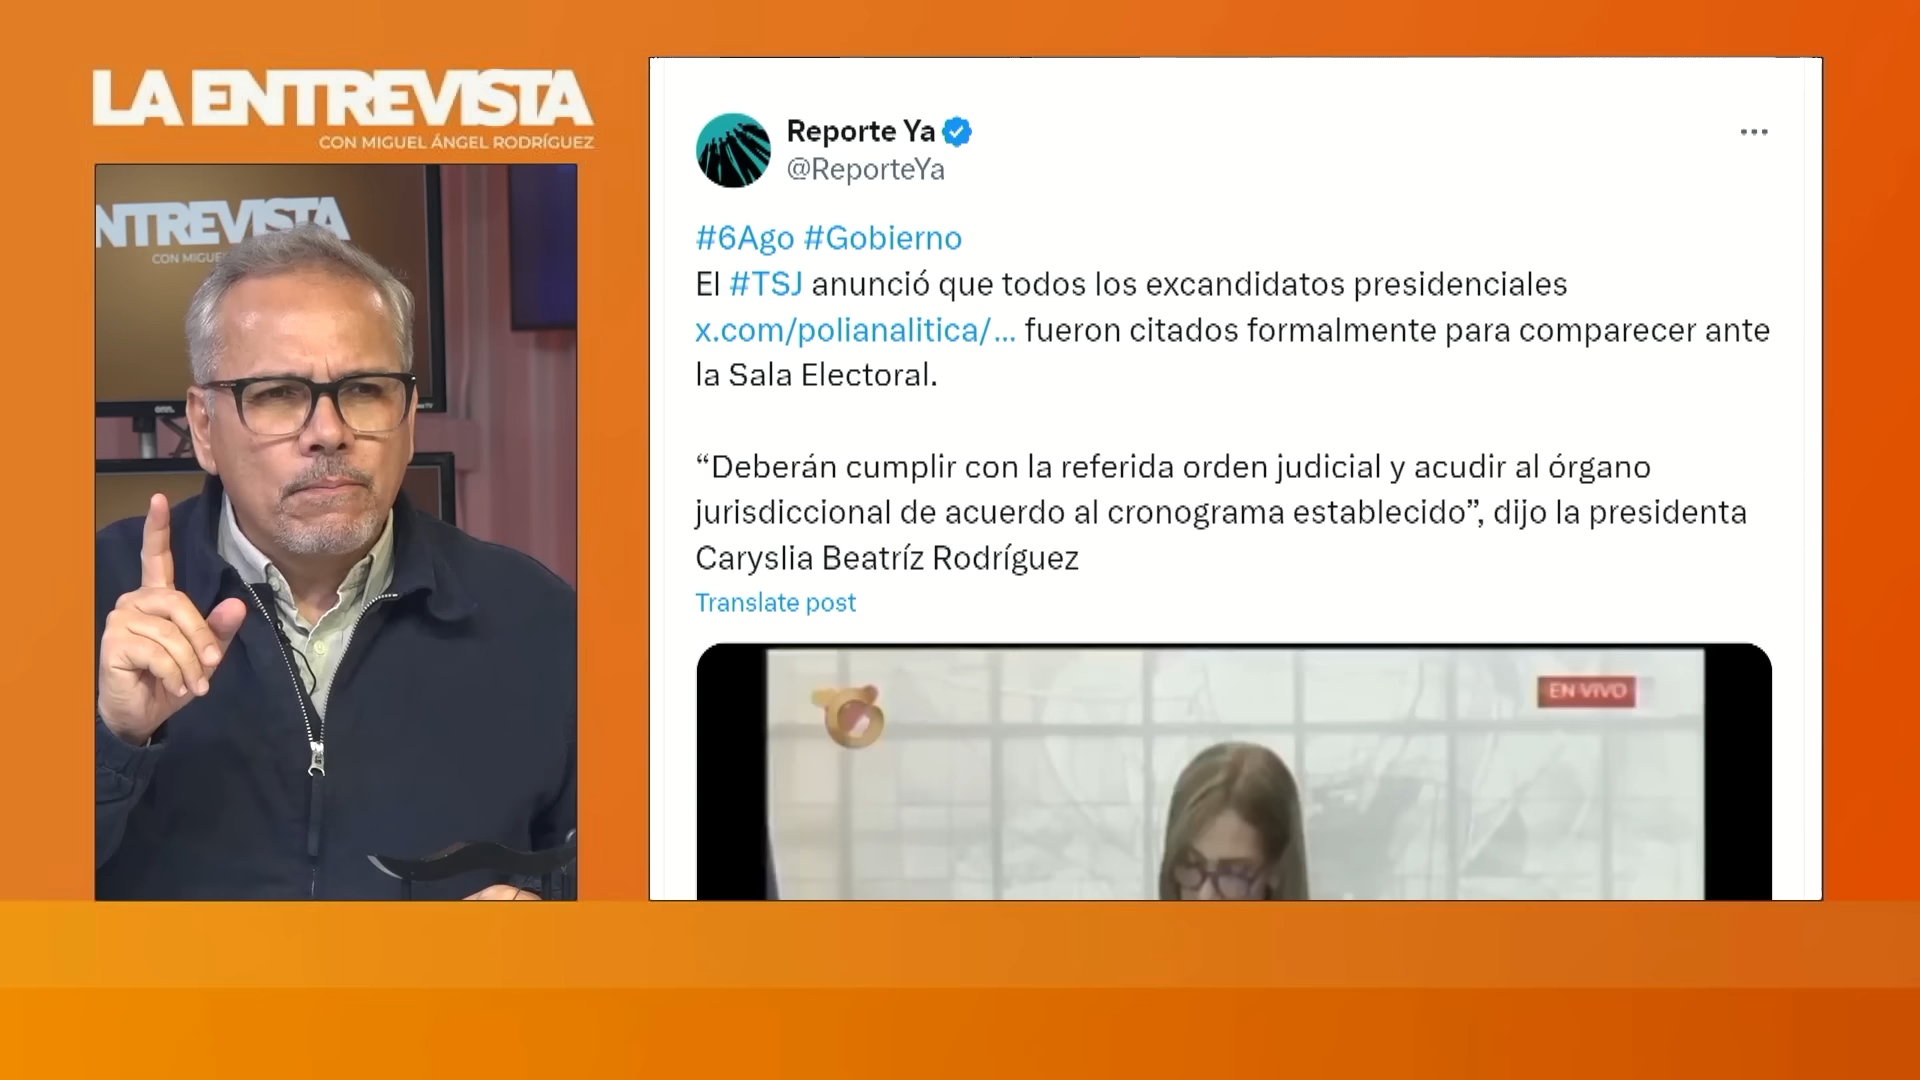 LA ENTREVISTA
CON MIGUEL ÁNGEL RODRÍGUEZ
NTREVISTA
CON MIGUE
Reporte Ya
@ReporteYa
#6Ago #Gobierno
El #TSJ anunció que todos los excandidatos presidenciales
x.com/polianalitica/... fueron citados formalmente para comparecer ante
la Sala Electoral.
“Deberán cumplir con la referida orden judicial y acudir al órgano
jurisdiccional de acuerdo al cronograma establecido”, dijo la presidenta
Caryslia Beatríz Rodríguez
Translate post
EN VIVO